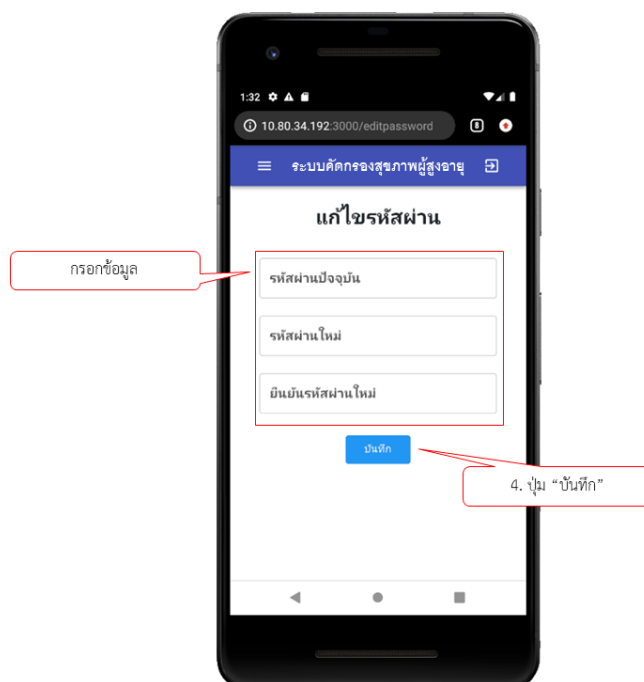 1:32
10.80.34.192:3000/editpassword
8
ระบบคัดกรองสุขภาพผู้สูงอายุ
แก้ไขรหัสผ่าน
กรอกข้อมูล
รหัสผ่านปัจจุบัน
รหัสผ่านใหม่
ยืนยันรหัสผ่านใหม่
บันทึก
4. ปุ่ม “บันทึก”